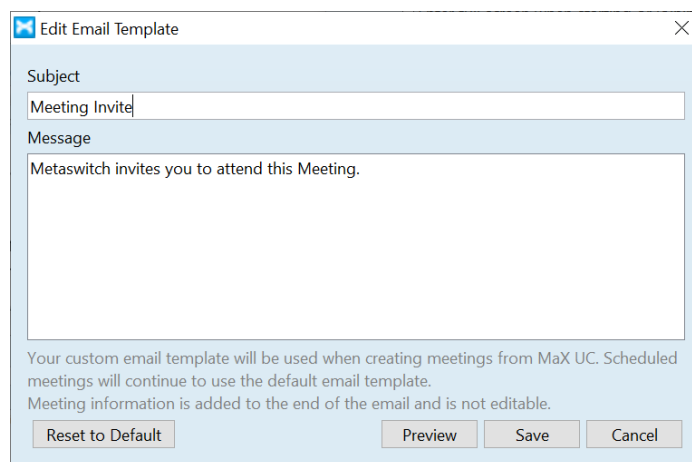 Edit Email Template
Subject
Meeting Invite
Message
Metaswitch invites you to attend this Meeting.
Your custom email template will be used when creating meetings from MaX UC. Scheduled
meetings will continue to use the default email template.
Meeting information is added to the end of the email and is not editable.
Reset to Default
Preview
Save
Cancel